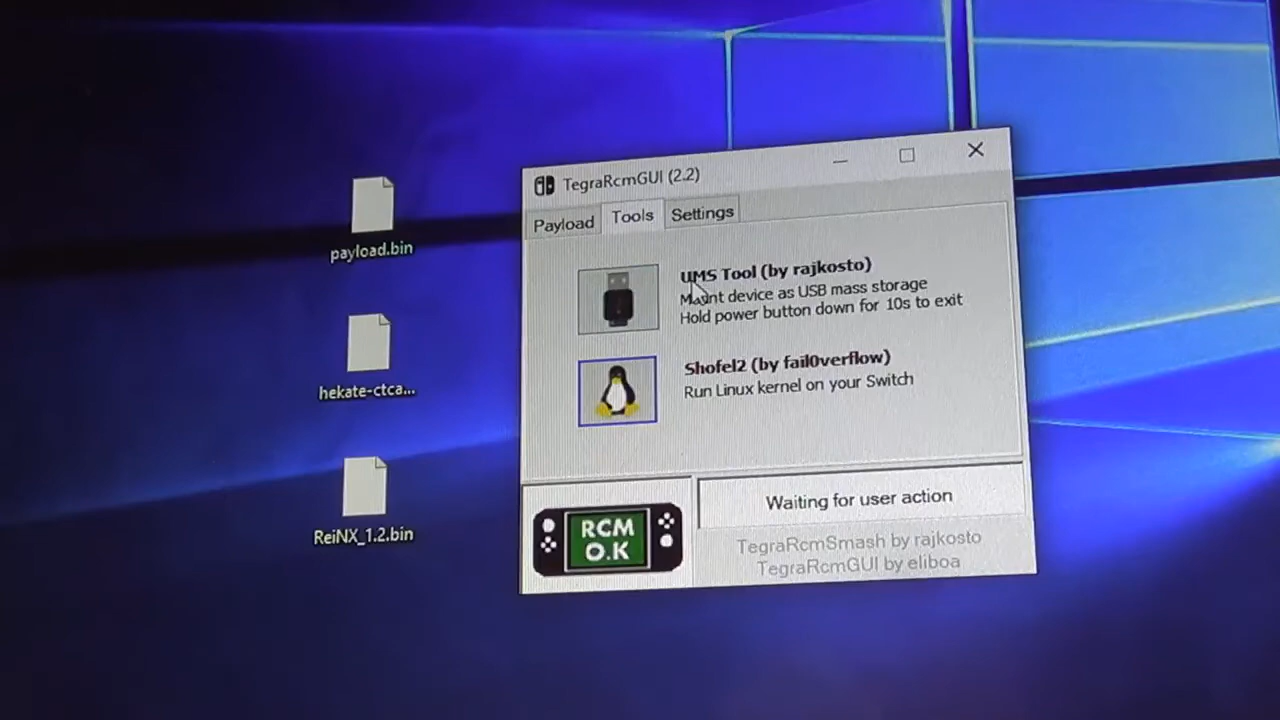 payload.bin
hekate-ctca...
ReiNX_1.2.bin
TegraRcmGUI (2.2)
Payload
Tools
Settings
UMS Tool (by rajkosto)
Mount device as USB mass storage
Hold power button down for 10s to exit
Shofel2 (by fail0verflow)
Run Linux kernel on your Switch
RCM
O.K
Waiting for user action
TegraRcmSmash by rajkosto
TegraRcmGUI by eliboa